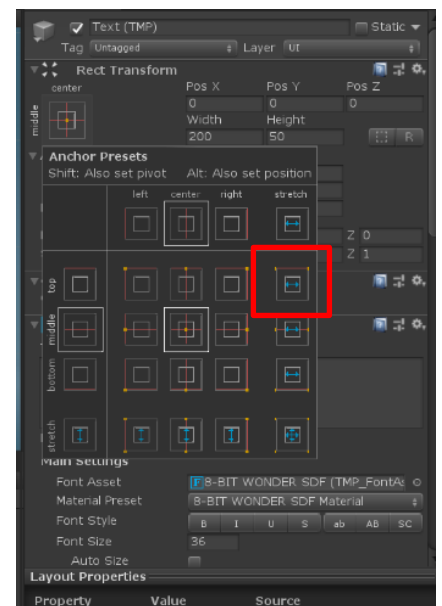 Text (TMP) Static
Tag Untagged Layer UI
Rect Transform
center Pos X Pos Y Pos Z
middle 0 0 0
Width Height
200 50 R
Anchor Presets
Shift: Also set pivot Alt: Also set position
left center right stretch
Z 0
Z 1
top
middle
bottom
stretch
Main Settings
Font Asset F 8-BIT WONDER SDF (TMP_FontAs
Material Preset 8-BIT WONDER SDF Material
Font Style B I U S ab AB SC
Font Size 36
Auto Size
Layout Properties
Property Value Source